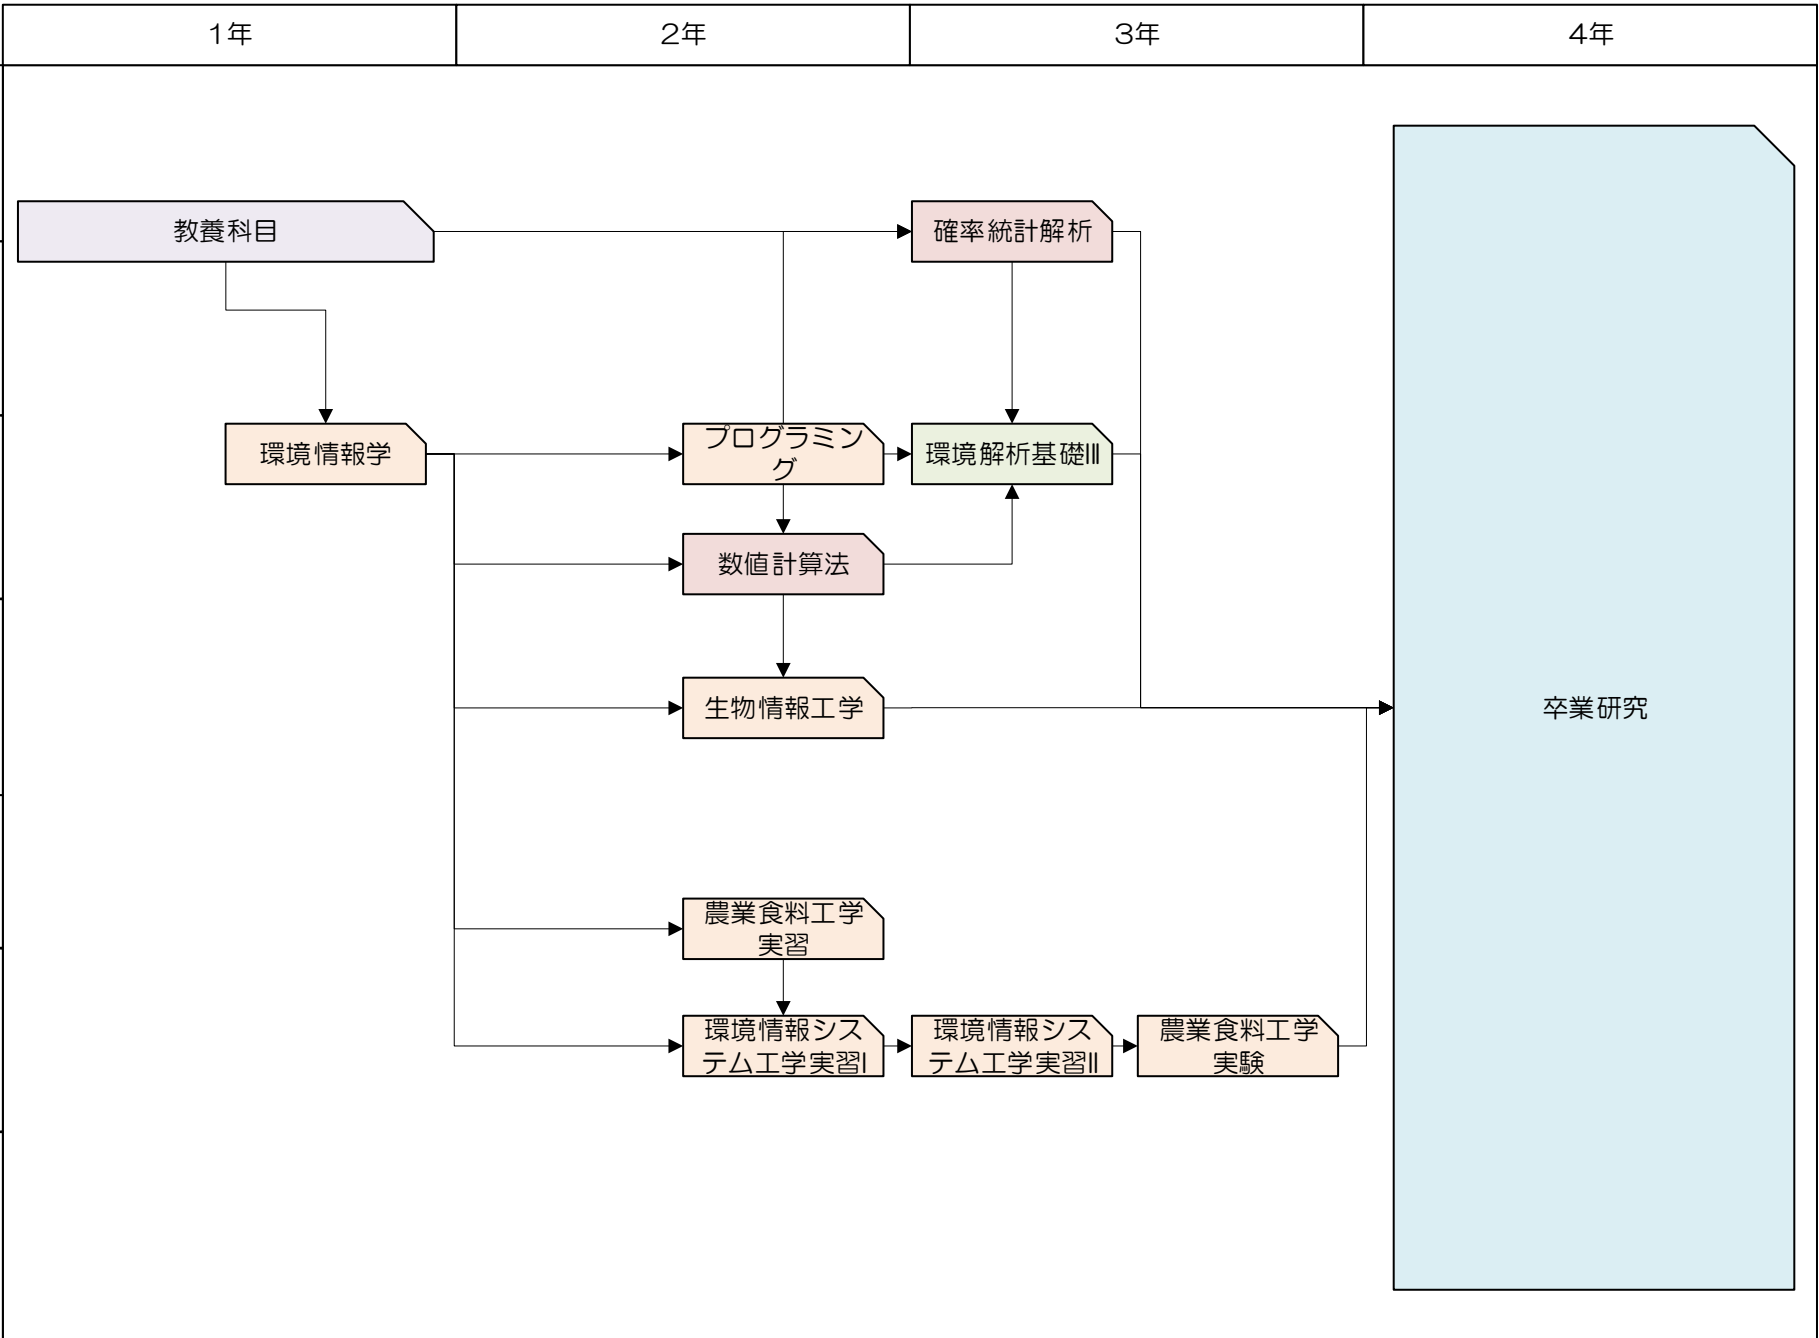 1年
2年
3年
4年
教養科目
確率統計解析
環境情報学
プログラミン
グ
環境解析基礎Ⅲ
数値計算法
生物情報工学
卒業研究
農業食料工学
実習
環境情報シス
テム工学実習Ⅰ
環境情報シス
テム工学実習Ⅱ
農業食料工学
実験